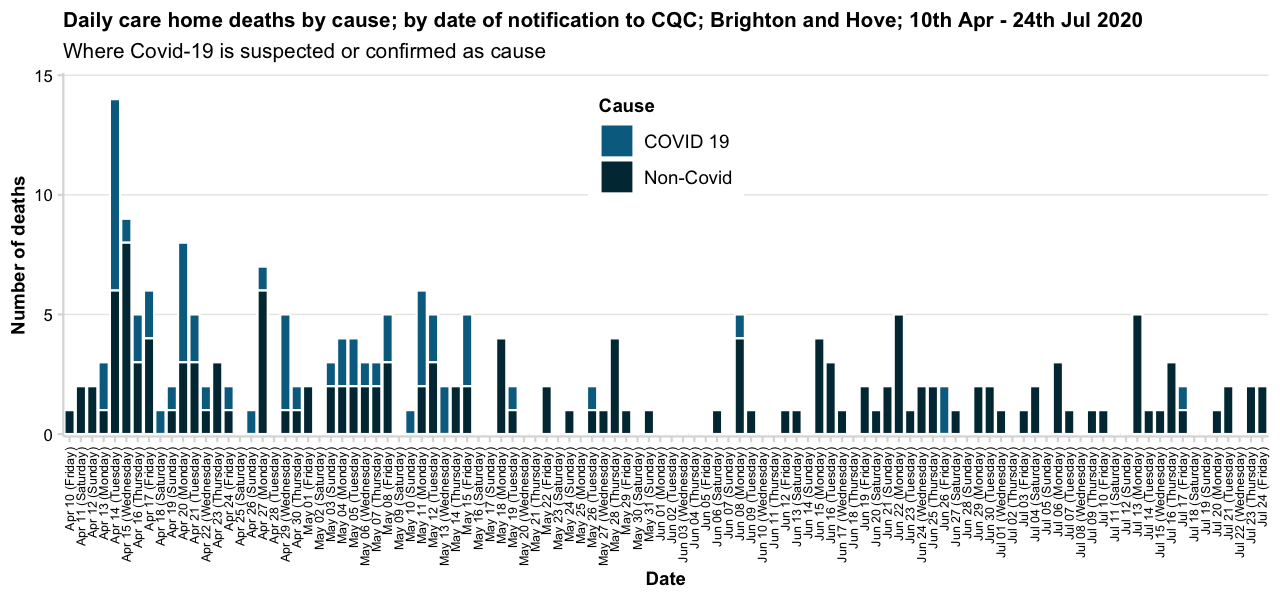 Daily care home deaths by cause; by date of notification to CQC; Brighton and Hove; 10th Apr - 24th Jul 2020
Where Covid-19 is suspected or confirmed as cause
Number of deaths
15
10
5
0
Cause
COVID 19
Non-Covid
Apr 10 (Friday)
Apr 11 (Saturday)
Apr 12 (Sunday)
Apr 13 (Monday)
Apr 14 (Tuesday)
Apr 15 (Wednesday)
Apr 16 (Thursday)
Apr 17 (Friday)
Apr 18 (Saturday)
Apr 19 (Sunday)
Apr 20 (Monday)
Apr 21 (Tuesday)
Apr 22 (Wednesday)
Apr 23 (Thursday)
Apr 24 (Friday)
Apr 25 (Saturday)
Apr 26 (Sunday)
Apr 27 (Monday)
Apr 28 (Tuesday)
Apr 29 (Wednesday)
Apr 30 (Thursday)
May 01 (Friday)
May 02 (Saturday)
May 03 (Sunday)
May 04 (Monday)
May 05 (Tuesday)
May 06 (Wednesday)
May 07 (Thursday)
May 08 (Friday)
May 09 (Saturday)
May 10 (Sunday)
May 11 (Monday)
May 12 (Tuesday)
May 13 (Wednesday)
May 14 (Thursday)
May 15 (Friday)
May 16 (Saturday)
May 17 (Sunday)
May 18 (Monday)
May 19 (Tuesday)
May 20 (Wednesday)
May 21 (Thursday)
May 22 (Friday)
May 23 (Saturday)
May 24 (Sunday)
May 25 (Monday)
May 26 (Tuesday)
May 27 (Wednesday)
May 28 (Thursday)
May 29 (Friday)
May 30 (Saturday)
May 31 (Sunday)
Jun 01 (Monday)
Jun 02 (Tuesday)
Jun 03 (Wednesday)
Jun 04 (Thursday)
Jun 05 (Friday)
Jun 06 (Saturday)
Jun 07 (Sunday)
Jun 08 (Monday)
Jun 09 (Tuesday)
Jun 10 (Wednesday)
Jun 11 (Thursday)
Jun 12 (Friday)
Jun 13 (Saturday)
Jun 14 (Sunday)
Jun 15 (Monday)
Jun 16 (Tuesday)
Jun 17 (Wednesday)
Jun 18 (Thursday)
Jun 19 (Friday)
Jun 20 (Saturday)
Jun 21 (Sunday)
Jun 22 (Monday)
Jun 23 (Tuesday)
Jun 24 (Wednesday)
Jun 25 (Thursday)
Jun 26 (Friday)
Jun 27 (Saturday)
Jun 28 (Sunday)
Jun 29 (Monday)
Jun 30 (Tuesday)
Jul 01 (Wednesday)
Jul 02 (Thursday)
Jul 03 (Friday)
Jul 04 (Saturday)
Jul 05 (Sunday)
Jul 06 (Monday)
Jul 07 (Tuesday)
Jul 08 (Wednesday)
Jul 09 (Thursday)
Jul 10 (Friday)
Jul 11 (Saturday)
Jul 12 (Sunday)
Jul 13 (Monday)
Jul 14 (Tuesday)
Jul 15 (Wednesday)
Jul 16 (Thursday)
Jul 17 (Friday)
Jul 18 (Saturday)
Jul 19 (Sunday)
Jul 20 (Monday)
Jul 21 (Tuesday)
Jul 22 (Wednesday)
Jul 23 (Thursday)
Jul 24 (Friday)
Date